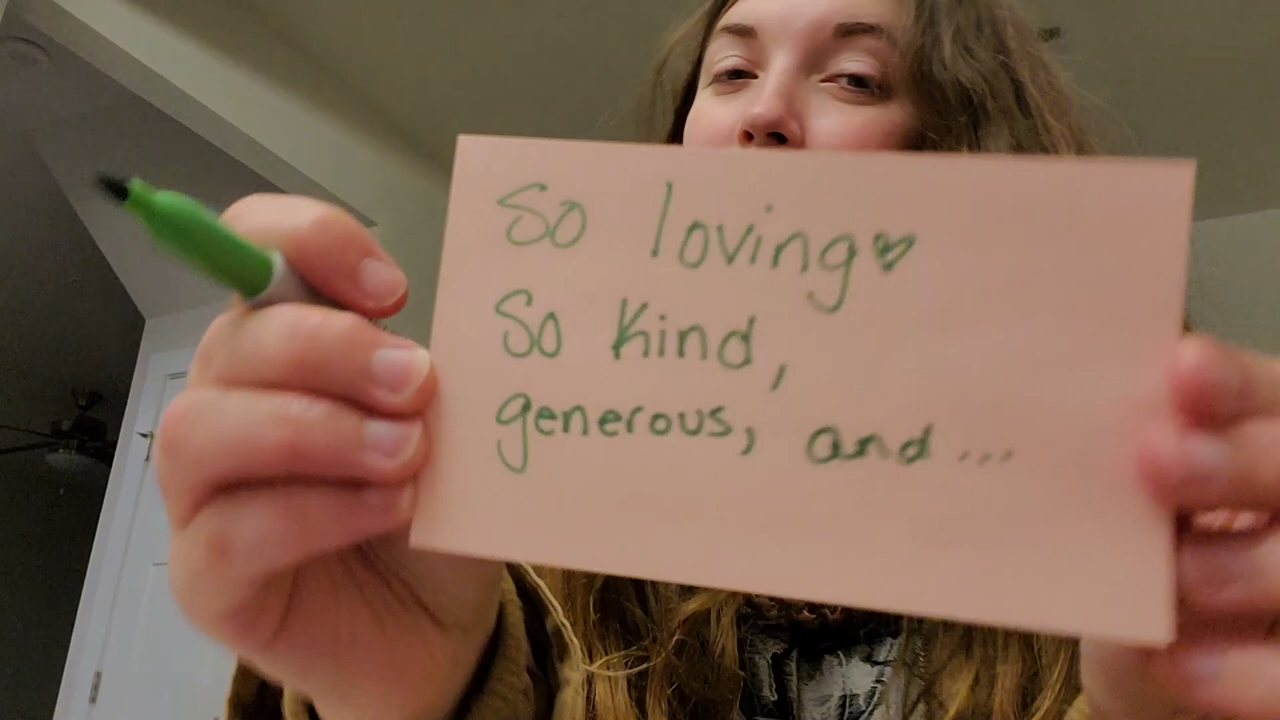 So loving♥
So kind,
generous, and...